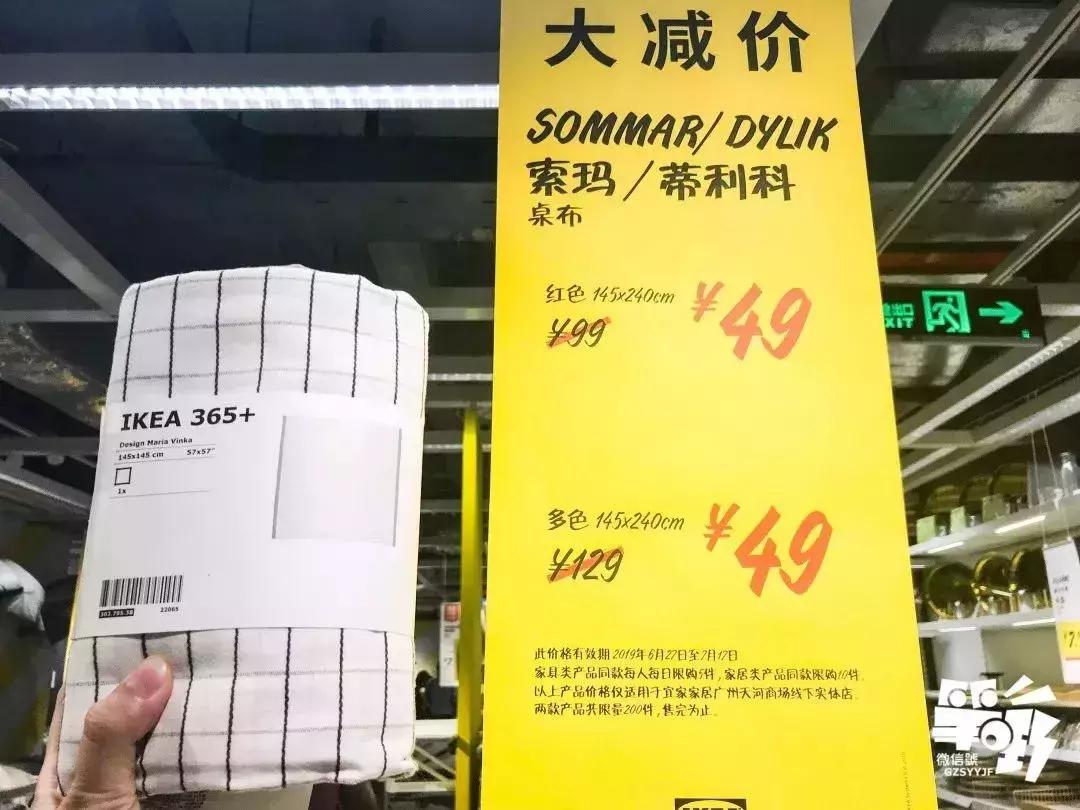 大减价
SOMMAR/ DYLIK
索玛/蒂利科
桌布
红色 145x240cm
¥99
¥49
多色 145x240cm
¥129
¥49
此价格有效期 2019年6月27日至7月17日
家具类产品同款每人每日限购5件, 家居类产品同款限购10件.
以上产品价格仅适用于宜家家居广州天河商场线下实体店.
两款产品共限量200件, 售完为止.
IKEA 365+
Design Maria Vinka
145x145 cm 57x57"
1x
302.795.38
22065
出口
EXIT
微信號
GZSYYJF